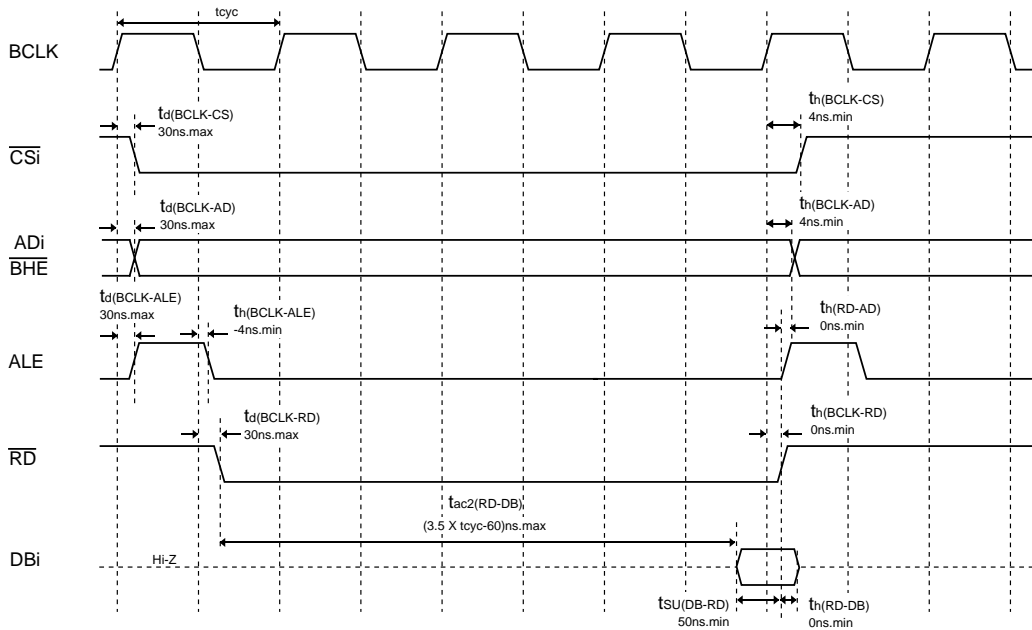 tcyc
BCLK
td(BCLK-CS)
30ns.max
th(BCLK-CS)
4ns.min
CSi
td(BCLK-AD)
30ns.max
th(BCLK-AD)
4ns.min
ADi
BHE
td(BCLK-ALE)
30ns.max
th(BCLK-ALE)
-4ns.min
th(RD-AD)
0ns.min
ALE
td(BCLK-RD)
30ns.max
th(BCLK-RD)
0ns.min
RD
tac2(RD-DB)
(3.5 X tcyc-60)ns.max
DBi
Hi-Z
tSU(DB-RD)
50ns.min
th(RD-DB)
0ns.min